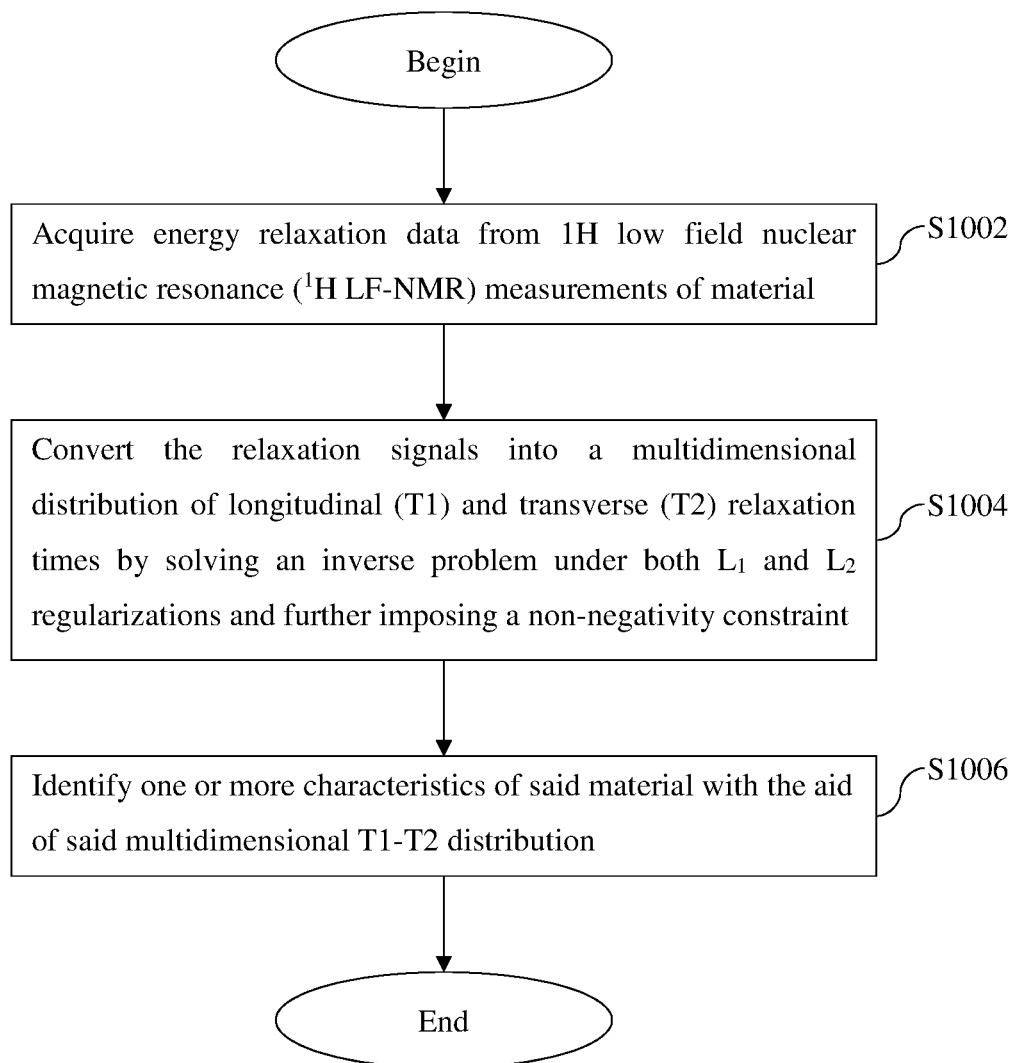 Begin
Acquire energy relaxation data from 1H low field nuclear
magnetic resonance (¹H LF-NMR) measurements of material
S1002
Convert the relaxation signals into a multidimensional
distribution of longitudinal (T1) and transverse (T2) relaxation
times by solving an inverse problem under both L₁ and L₂
regularizations and further imposing a non-negativity constraint
S1004
Identify one or more characteristics of said material with the aid
of said multidimensional T1-T2 distribution
S1006
End